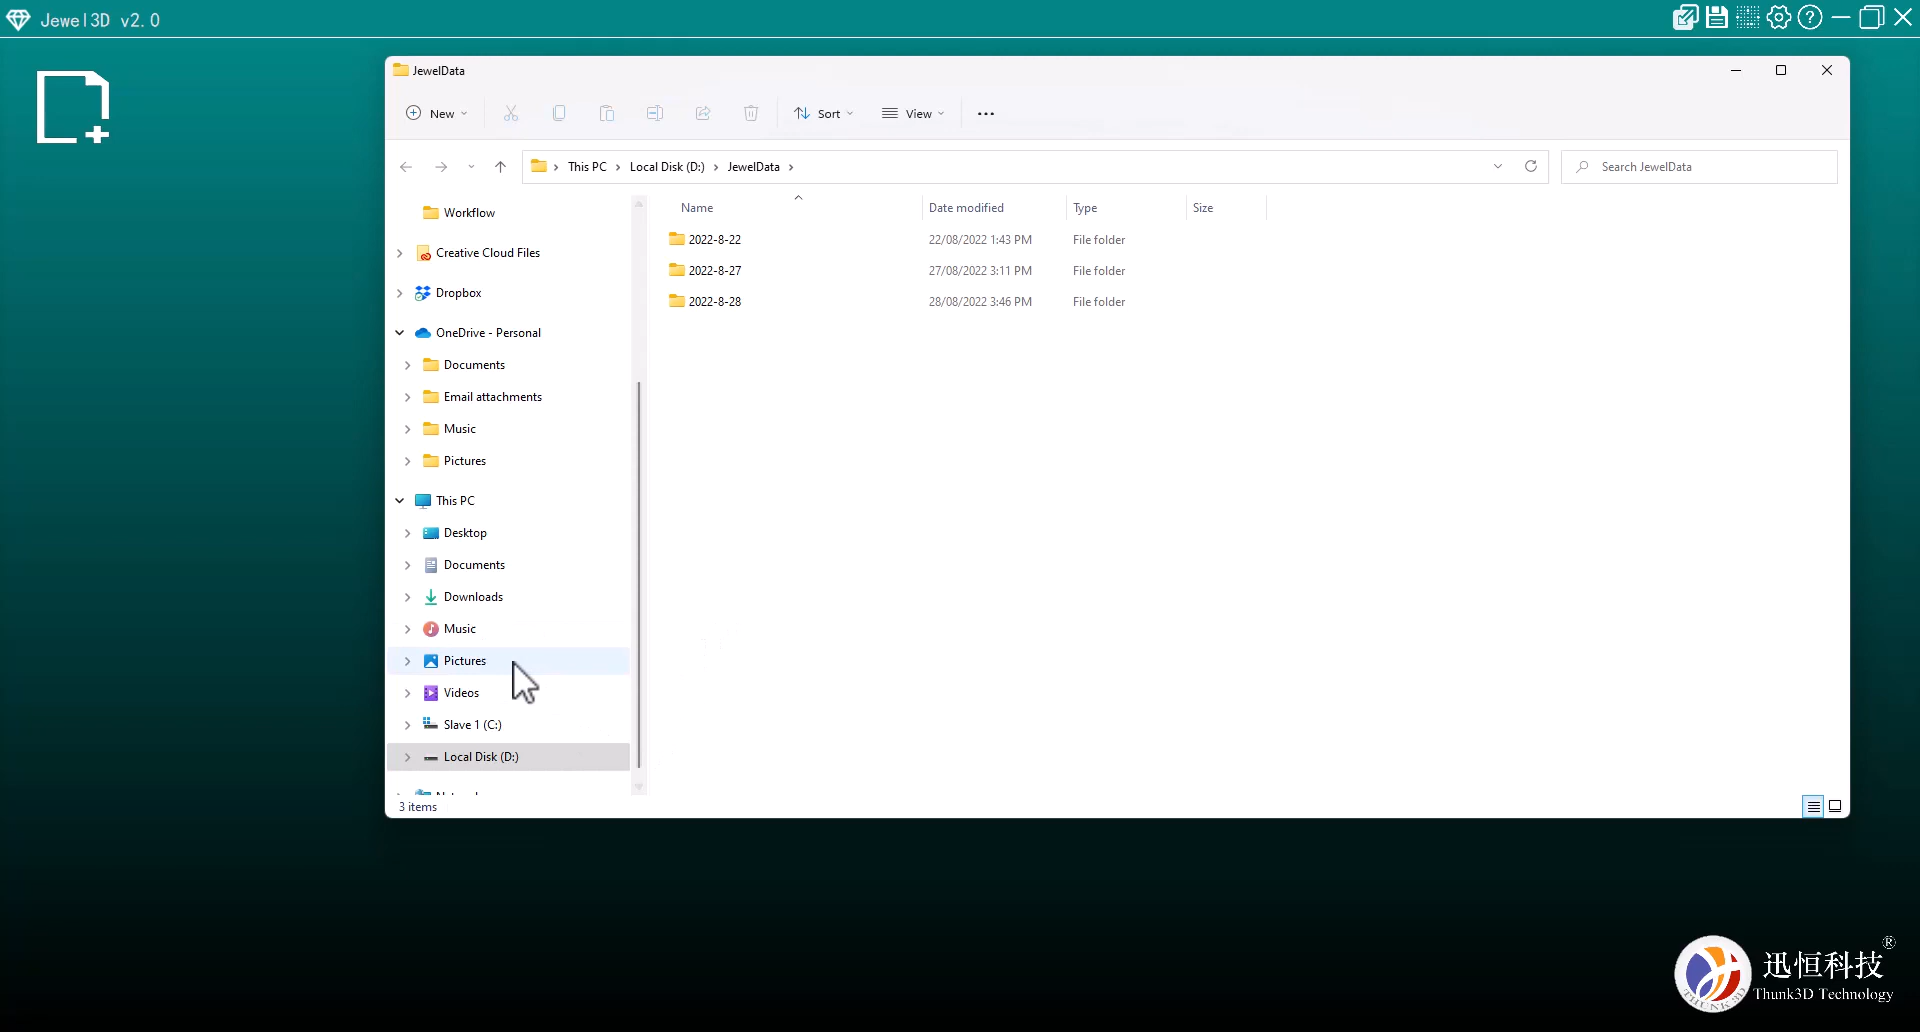 Jewel3D v2.0
JewelData
New Sort View
This PC Local Disk (D:) JewelData
Search JewelData
Workflow
Creative Cloud Files
Dropbox
OneDrive - Personal
Documents
Email attachments
Music
Pictures
This PC
Desktop
Documents
Downloads
Music
Pictures
Videos
Slave 1 (C:)
Local Disk (D:)
Name Date modified Type Size
2022-8-22 22/08/2022 1:43 PM File folder
2022-8-27 27/08/2022 3:11 PM File folder
2022-8-28 28/08/2022 3:46 PM File folder
3 items
迅恒科技®
Thunk3D Technology
THUNK 3D